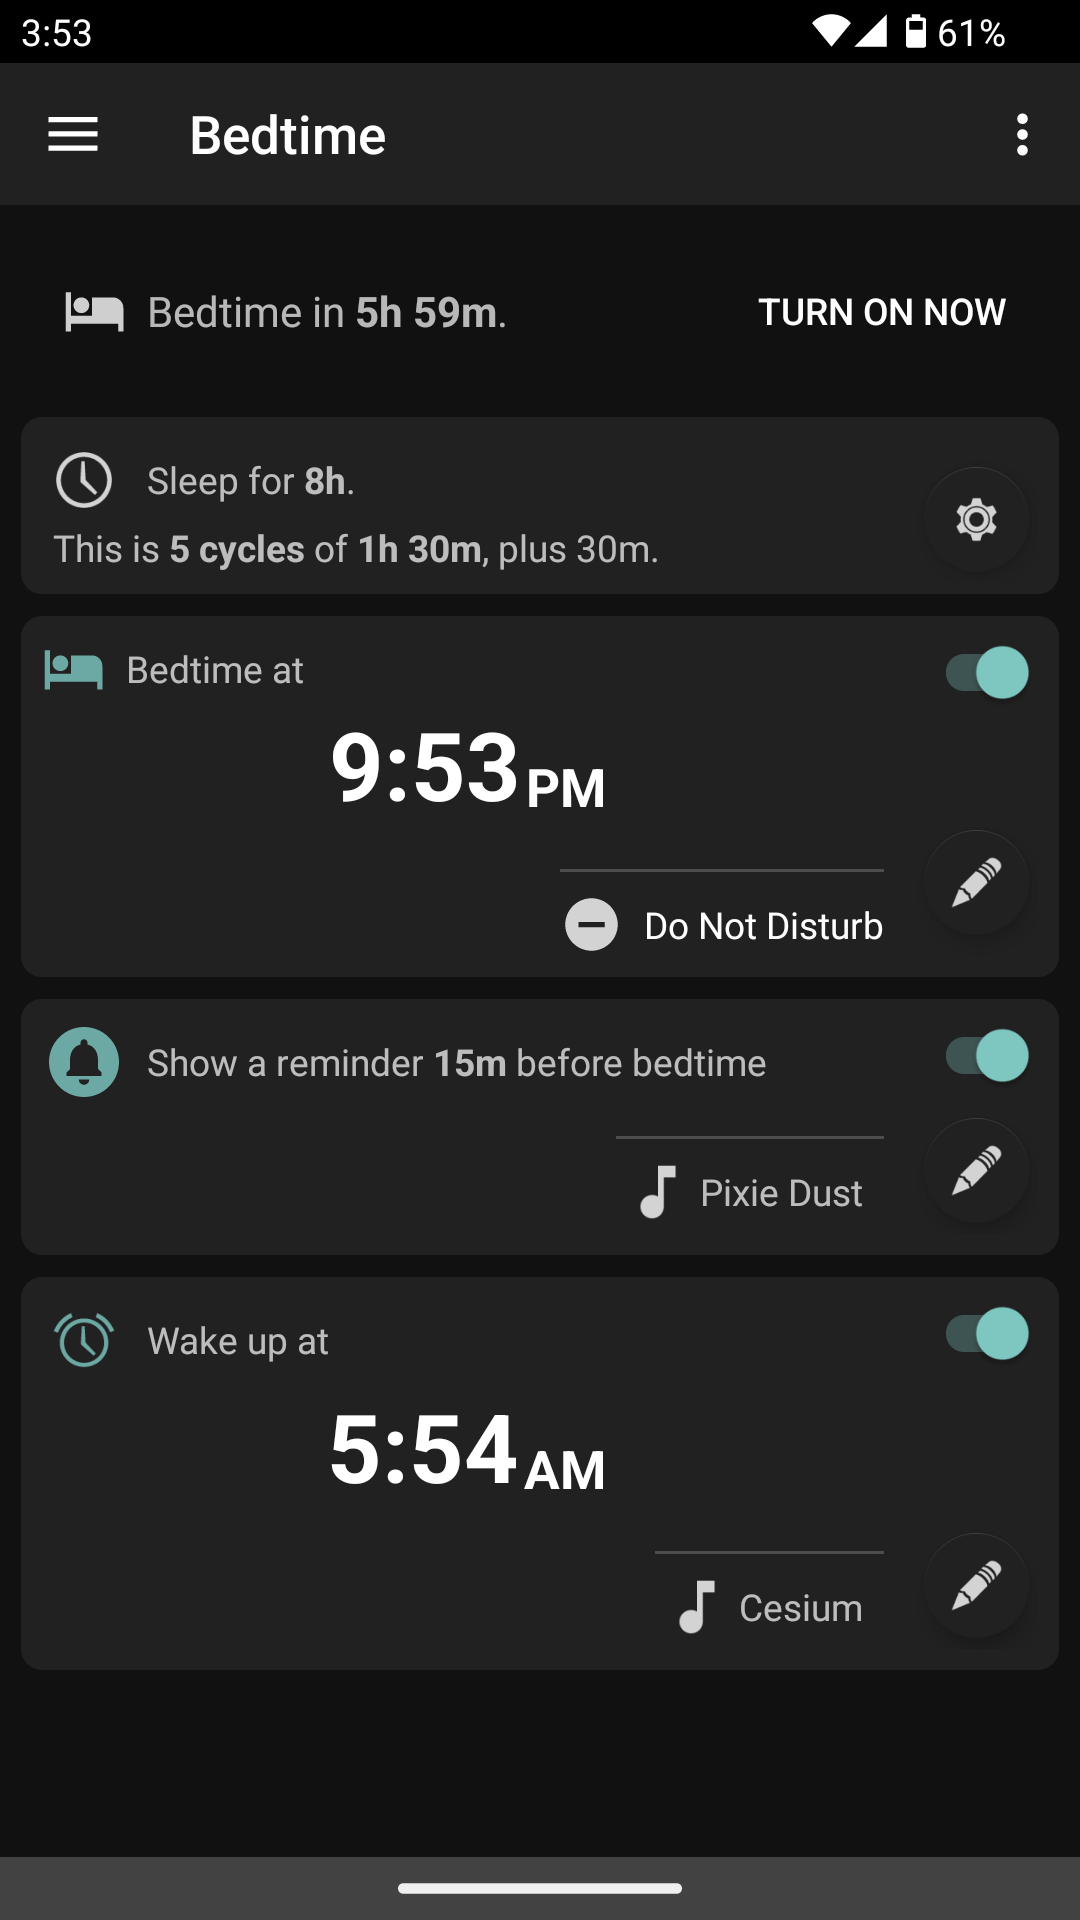 3:53
61%
Bedtime
Bedtime in 5h 59m.
TURN ON NOW
Sleep for 8h.
This is 5 cycles of 1h 30m, plus 30m.
Bedtime at
9:53 PM
Do Not Disturb
Show a reminder 15m before bedtime
Pixie Dust
Wake up at
5:54 AM
Cesium